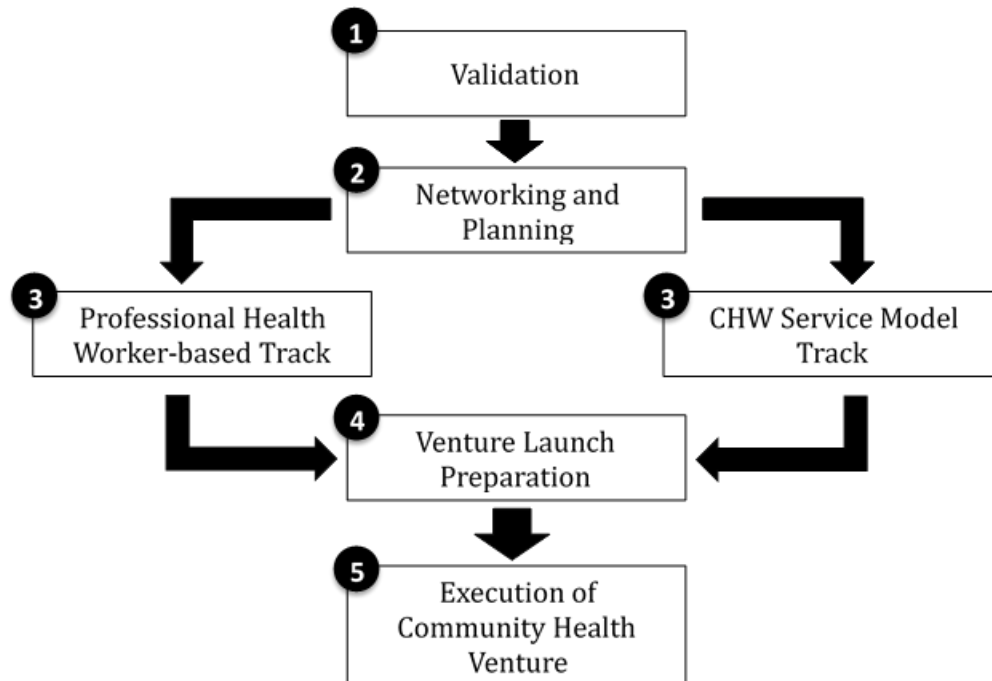 1
Validation
2
Networking and
Planning
3
Professional Health
Worker-based Track
3
CHW Service Model
Track
4
Venture Launch
Preparation
5
Execution of
Community Health
Venture